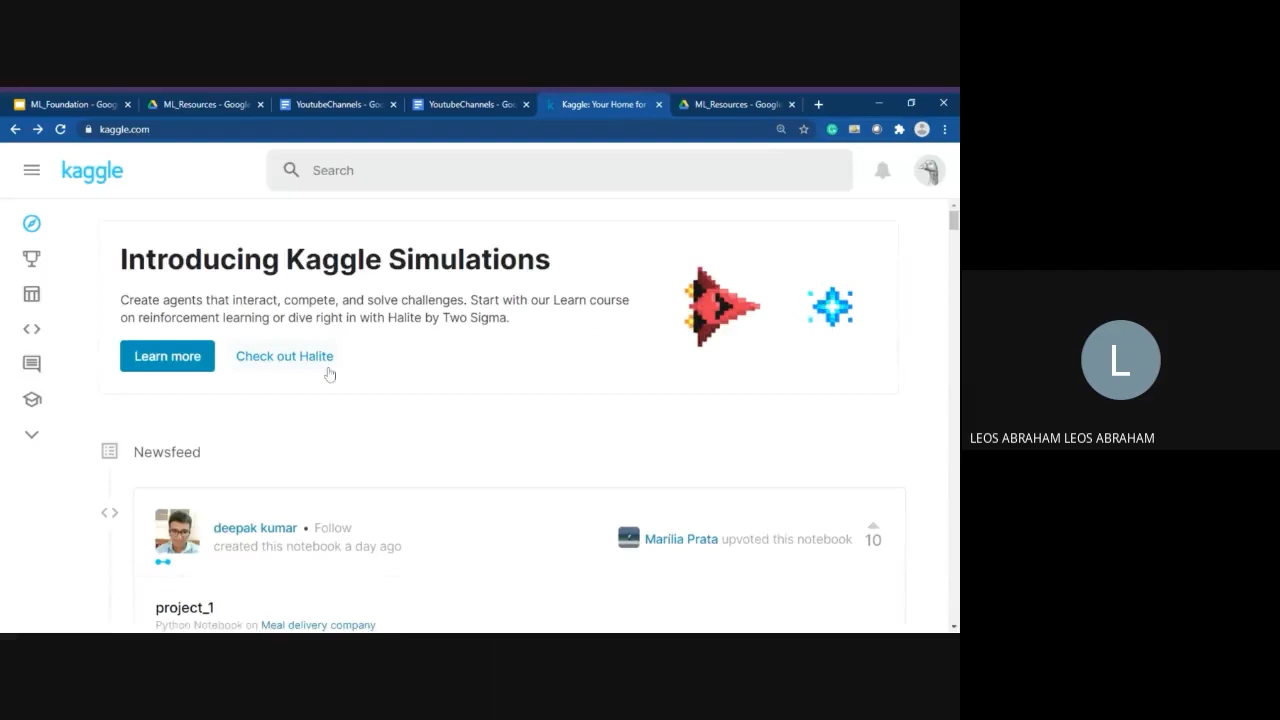 ML_Foundation - Goog
ML_Resources - Google
YoutubeChannels - Goo
YoutubeChannels - Goo
Kaggle: Your Home for
ML_Resources - Google
kaggle.com
kaggle
Search
Introducing Kaggle Simulations
Create agents that interact, compete, and solve challenges. Start with our Learn course
on reinforcement learning or dive right in with Halite by Two Sigma.
Learn more
Check out Halite
L
LEOS ABRAHAM LEOS ABRAHAM
Newsfeed
deepak kumar • Follow
created this notebook a day ago
Marília Prata upvoted this notebook
10
project_1
Python Notebook on Meal delivery company